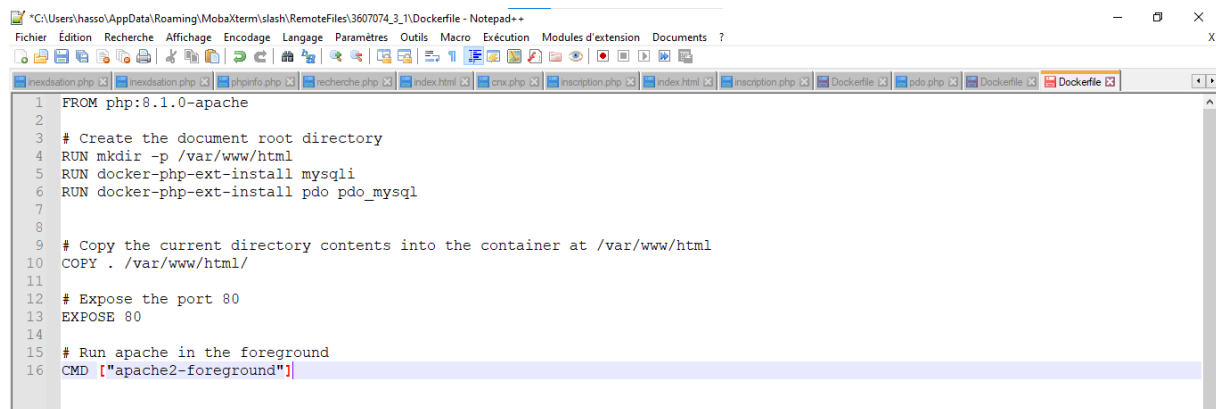 *C:\Users\hasso\AppData\Roaming\MobaXterm\slash\RemoteFiles\3607074_3_1\Dockerfile - Notepad++
Fichier Édition Recherche Affichage Encodage Langage Paramètres Outils Macro Exécution Modules d'extension Documents ? X
inexdsation.php inexdsation.php phpinfo.php recherche.php index.html cnx.php inscription.php index.html inscription.php Dockerfile pdo.php Dockerfile Dockerfile
1 FROM php:8.1.0-apache
2
3 # Create the document root directory
4 RUN mkdir -p /var/www/html
5 RUN docker-php-ext-install mysqli
6 RUN docker-php-ext-install pdo pdo_mysql
7
8
9 # Copy the current directory contents into the container at /var/www/html
10 COPY . /var/www/html/
11
12 # Expose the port 80
13 EXPOSE 80
14
15 # Run apache in the foreground
16 CMD ["apache2-foreground"]